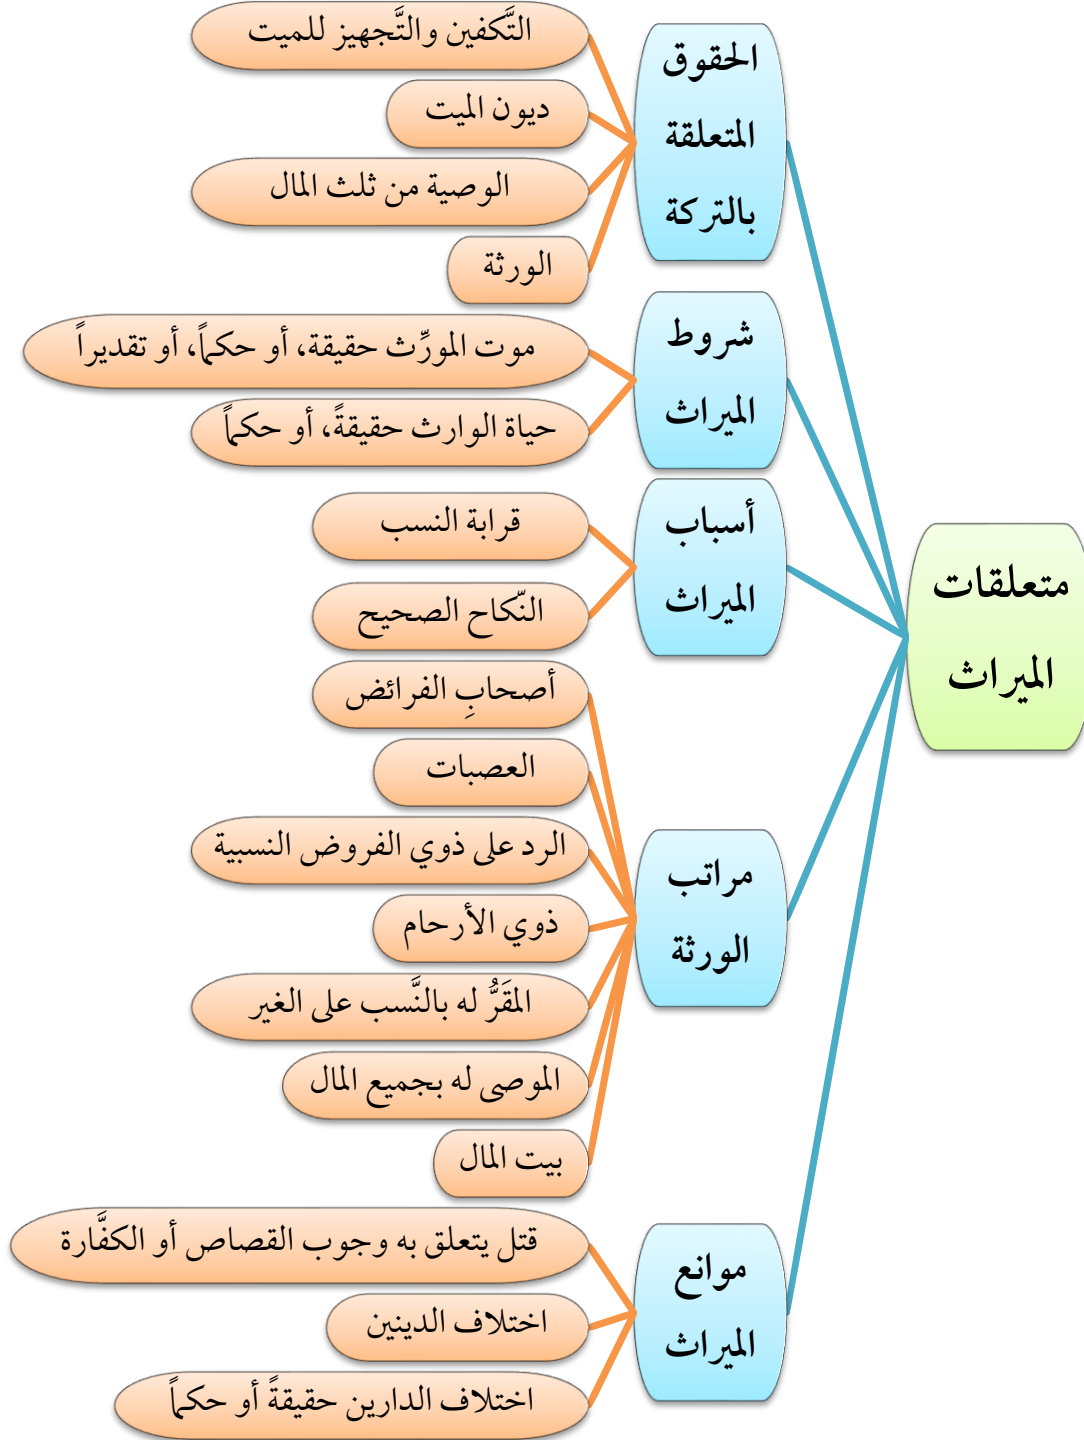 متعلقات
الميراث
الحقوق
المتعلقة
بالتركة
التَّكفين والتَّجهيز للميت
ديون الميت
الوصية من ثلث المال
الورثة
شروط
الميراث
موت المورِّث حقيقة، أو حكماً، أو تقديراً
حياة الوارث حقيقةً، أو حكماً
أسباب
الميراث
قرابة النسب
النّكاح الصحيح
مراتب
الورثة
أصحابِ الفرائض
العصبات
الرد على ذوي الفروض النسبية
ذوي الأرحام
المقَرُّ له بالنَّسب على الغير
الموصى له بجميع المال
بيت المال
موانع
الميراث
قتل يتعلق به وجوب القصاص أو الكفَّارة
اختلاف الدينين
اختلاف الدارين حقيقةً أو حكماً